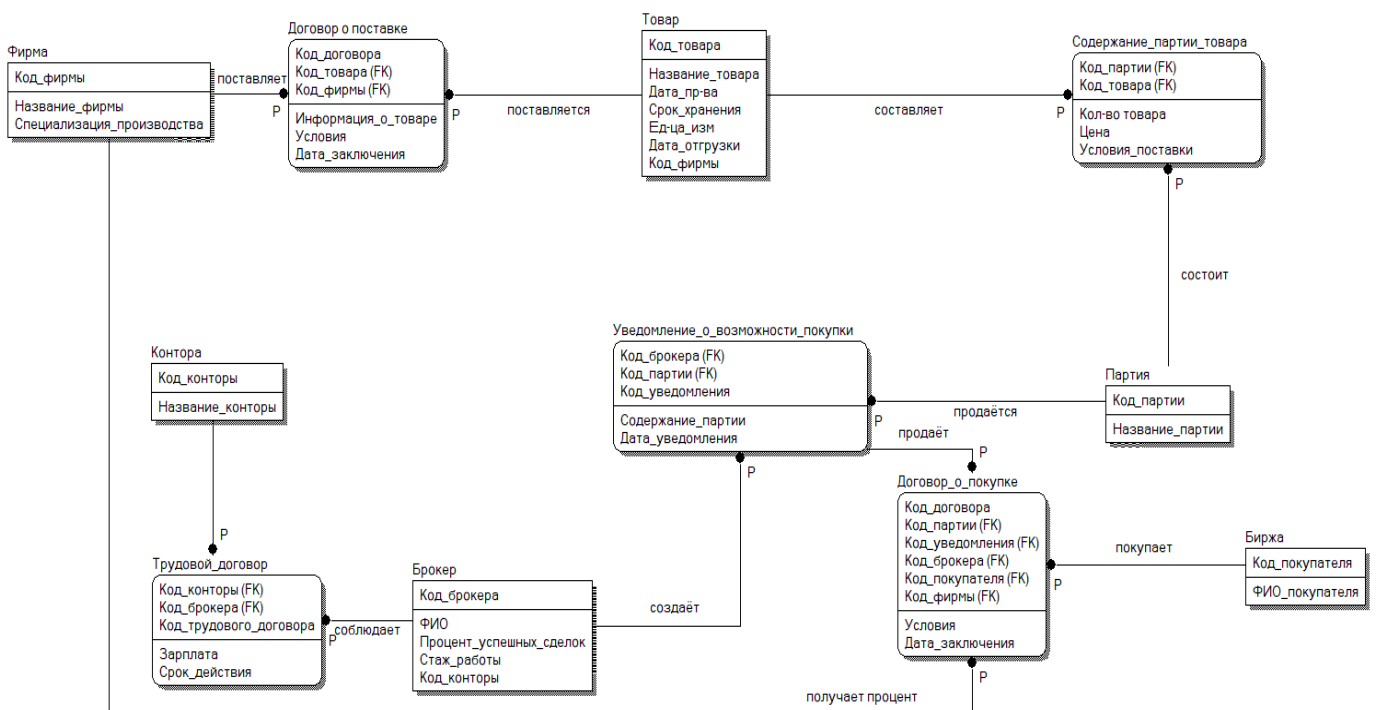 Фирма
Код_фирмы
Название_фирмы
Специализация_производства
поставляет
P
Договор о поставке
Код_договора
Код_товара (FK)
Код_фирмы (FK)
Информация_о_товаре
Условия
Дата_заключения
P
поставляется
Товар
Код_товара
Название_товара
Дата_пр-ва
Срок_хранения
Ед-ца_изм
Дата_отгрузки
Код_фирмы
составляет
P
Содержание_партии_товара
Код_партии (FK)
Код_товара (FK)
Кол-во товара
Цена
Условия_поставки
P
состоит
Уведомление_о_возможности_покупки
Код_брокера (FK)
Код_партии (FK)
Код_уведомления
Содержание_партии
Дата_уведомления
P
продаётся
Партия
Код_партии
Название_партии
продаёт
P
P
Контора
Код_конторы
Название_конторы
P
Трудовой_договор
Код_конторы (FK)
Код_брокера (FK)
Код_трудового_договора
Зарплата
Срок_действия
соблюдает
P
Брокер
Код_брокера
ФИО
Процент_успешных_сделок
Стаж_работы
Код_конторы
создаёт
Договор_о_покупке
Код_договора
Код_партии (FK)
Код_уведомления (FK)
Код_брокера (FK)
Код_покупателя (FK)
Код_фирмы (FK)
Условия
Дата_заключения
покупает
P
Биржа
Код_покупателя
ФИО_покупателя
P
получает процент